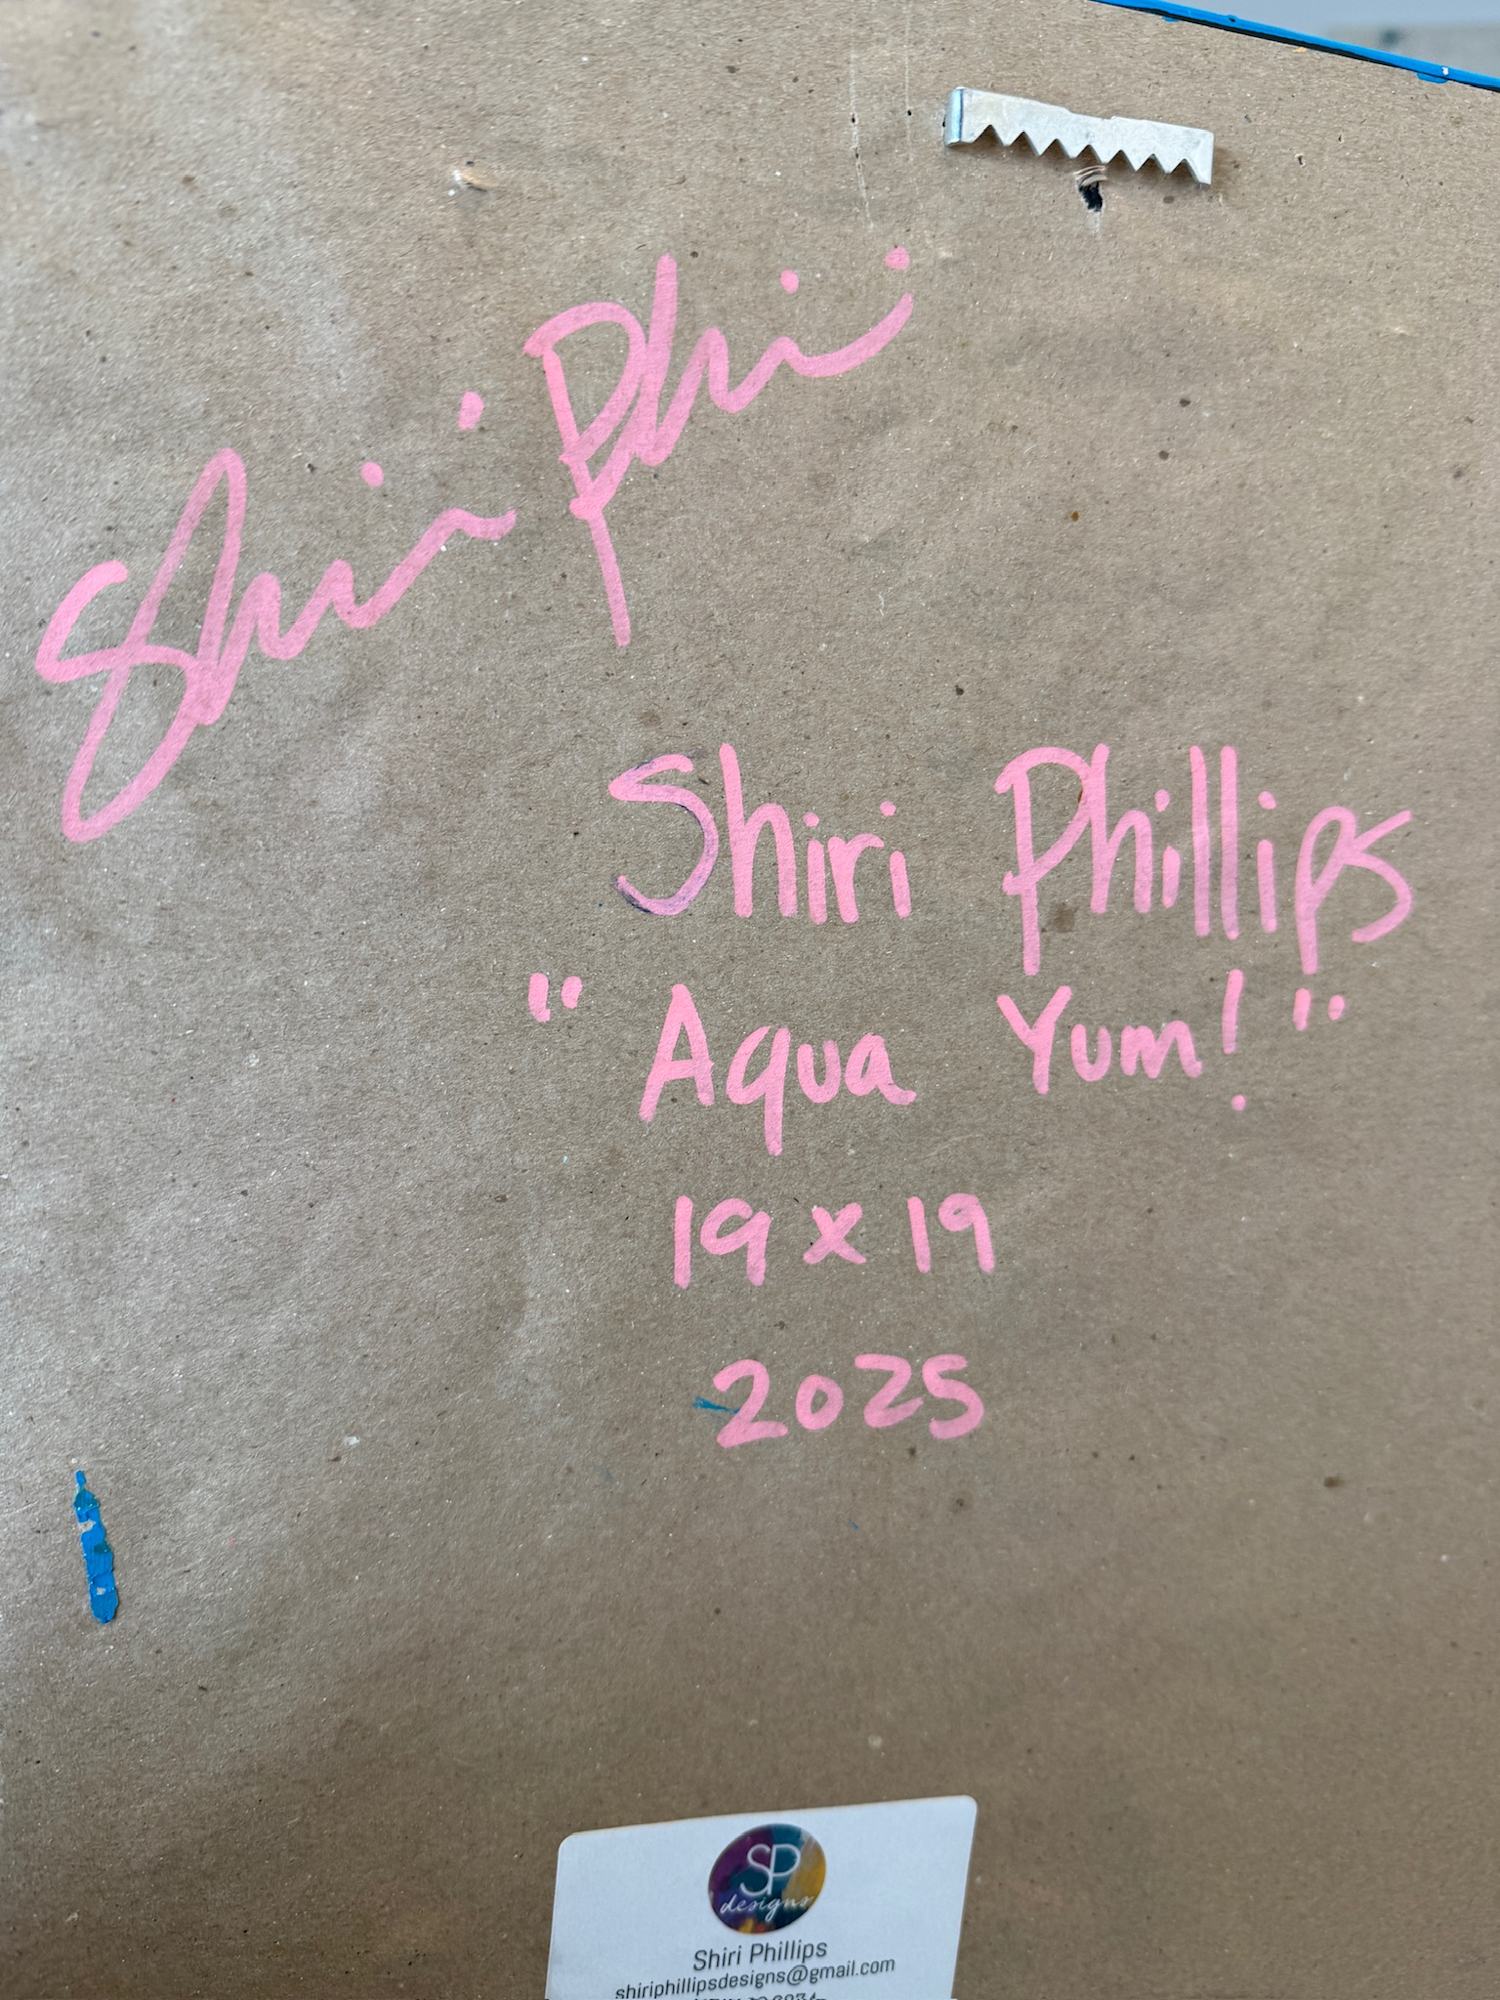 Shiri Phi
Shiri Phillips
"Aqua Yum!"
19 x 19
2025
SP
designs
Shiri Phillips
shiriphillipsdesigns@gmail.com